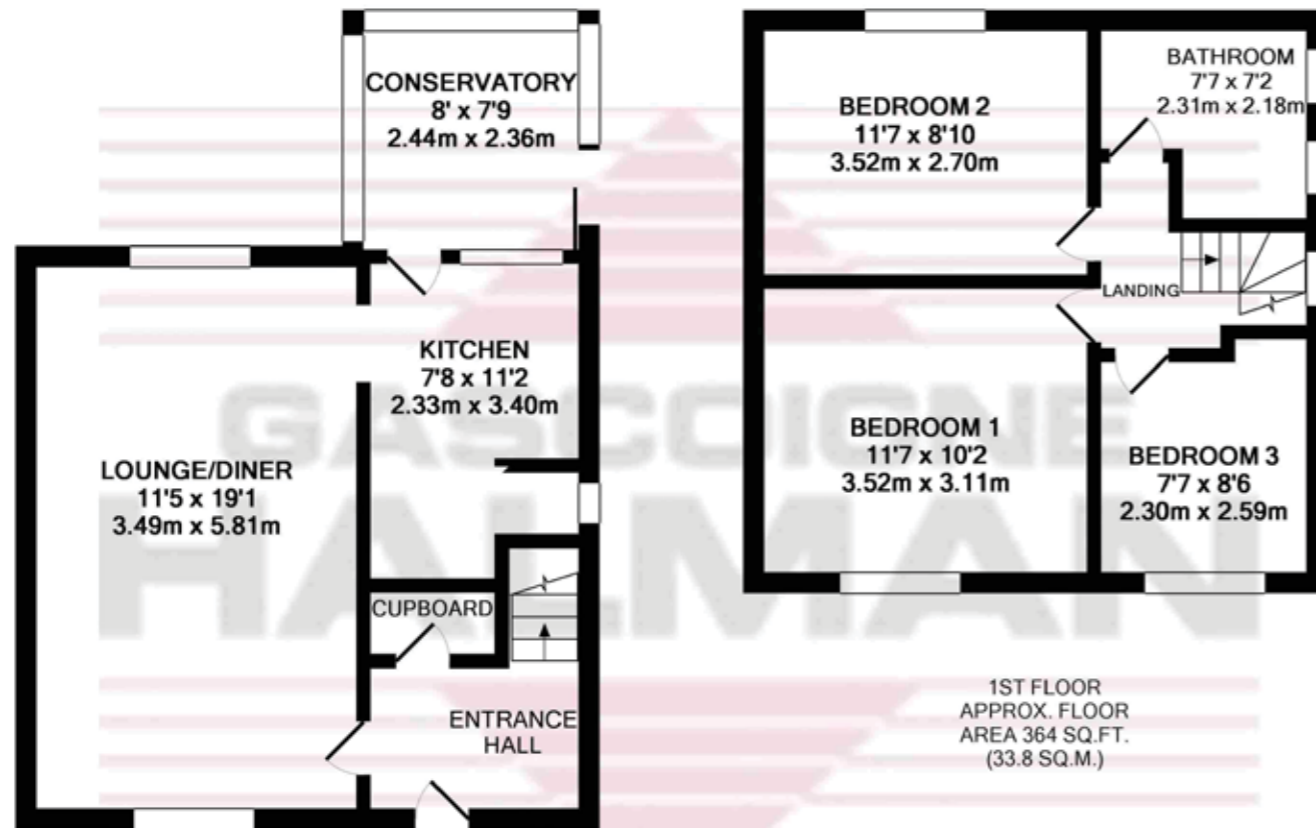 CONSERVATORY
8' x 7'9
2.44m x 2.36m
KITCHEN
7'8 x 11'2
2.33m x 3.40m
LOUNGE/DINER
11'5 x 19'1
3.49m x 5.81m
CUPBOARD
ENTRANCE
HALL
BEDROOM 2
11'7 x 8'10
3.52m x 2.70m
BATHROOM
7'7 x 7'2
2.31m x 2.18m
LANDING
BEDROOM 1
11'7 x 10'2
3.52m x 3.11m
BEDROOM 3
7'7 x 8'6
2.30m x 2.59m
1ST FLOOR
APPROX. FLOOR
AREA 364 SQ.FT.
(33.8 SQ.M.)
GASCOIGNE
HALMAN